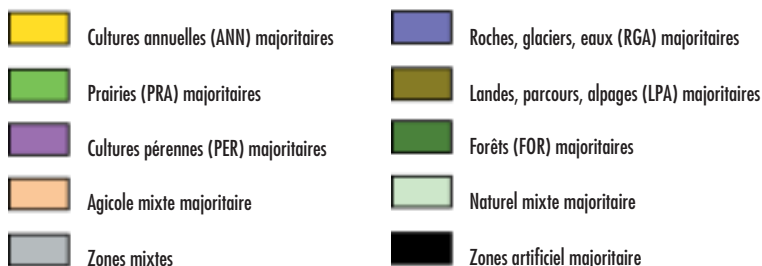 Cultures annuelles (ANN) majoritaires
Prairies (PRA) majoritaires
Cultures pérennes (PER) majoritaires
Agicole mixte majoritaire
Zones mixtes
Roches, glaciers, eaux (RGA) majoritaires
Landes, parcours, alpages (LPA) majoritaires
Forêts (FOR) majoritaires
Naturel mixte majoritaire
Zones artificiel majoritaire